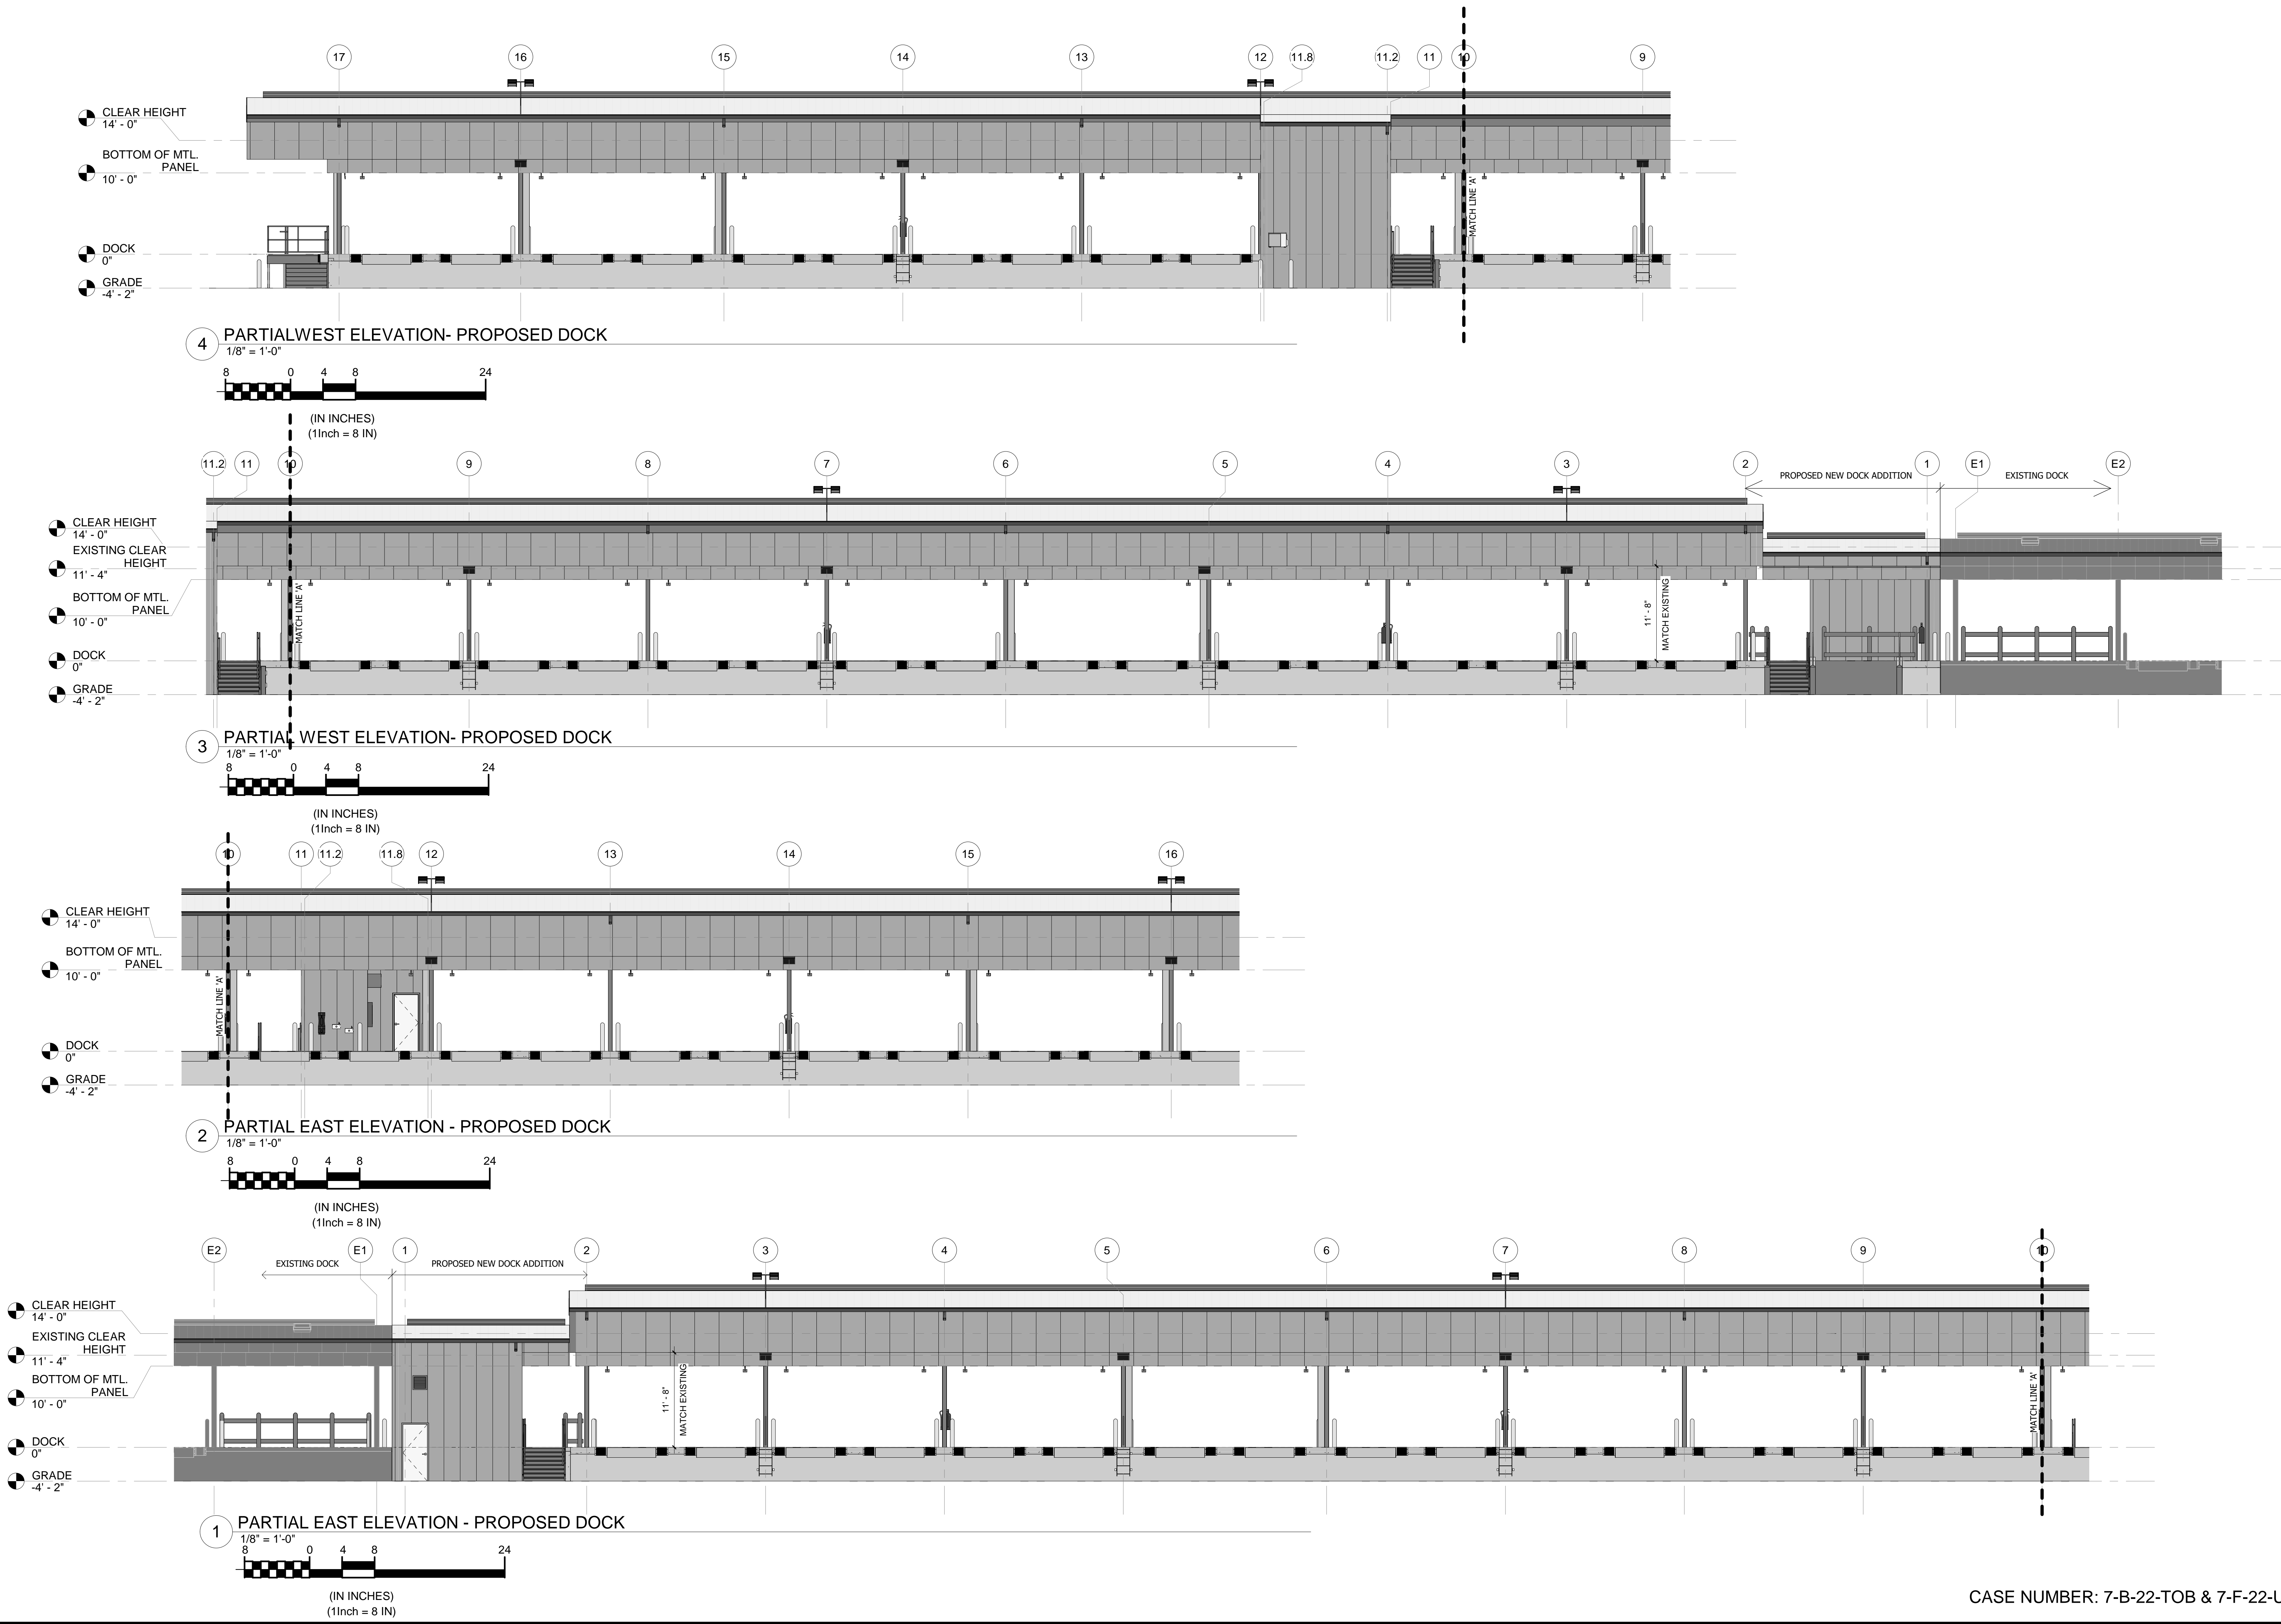 17 16 15 14 13 12 11.8 11.2 11 10 9
CLEAR HEIGHT
14' - 0"
BOTTOM OF MTL.
PANEL
10' - 0"
MATCH LINE 'A'
DOCK
0"
GRADE
-4' - 2"
4 PARTIALWEST ELEVATION- PROPOSED DOCK
1/8" = 1'-0"
8 0 4 8 24
(IN INCHES)
(1Inch = 8 IN)
11.2 11 10 9 8 7 6 5 4 3 2 1 E1 E2
PROPOSED NEW DOCK ADDITION EXISTING DOCK
CLEAR HEIGHT
14' - 0"
EXISTING CLEAR
HEIGHT
11' - 4"
BOTTOM OF MTL.
PANEL
10' - 0"
MATCH LINE 'A'
11' - 8"
MATCH EXISTING
DOCK
0"
GRADE
-4' - 2"
3 PARTIAL WEST ELEVATION- PROPOSED DOCK
1/8" = 1'-0"
8 0 4 8 24
(IN INCHES)
(1Inch = 8 IN)
10 11 11.2 11.8 12 13 14 15 16
CLEAR HEIGHT
14' - 0"
BOTTOM OF MTL.
PANEL
10' - 0"
MATCH LINE 'A'
DOCK
0"
GRADE
-4' - 2"
2 PARTIAL EAST ELEVATION - PROPOSED DOCK
1/8" = 1'-0"
8 0 4 8 24
(IN INCHES)
(1Inch = 8 IN)
E2 E1 1 2 3 4 5 6 7 8 9 10
EXISTING DOCK PROPOSED NEW DOCK ADDITION
CLEAR HEIGHT
14' - 0"
EXISTING CLEAR
HEIGHT
11' - 4"
BOTTOM OF MTL.
PANEL
10' - 0"
11' - 8"
MATCH EXISTING
MATCH LINE 'A'
DOCK
0"
GRADE
-4' - 2"
1 PARTIAL EAST ELEVATION - PROPOSED DOCK
1/8" = 1'-0"
8 0 4 8 24
(IN INCHES)
(1Inch = 8 IN)
CASE NUMBER: 7-B-22-TOB & 7-F-22-U